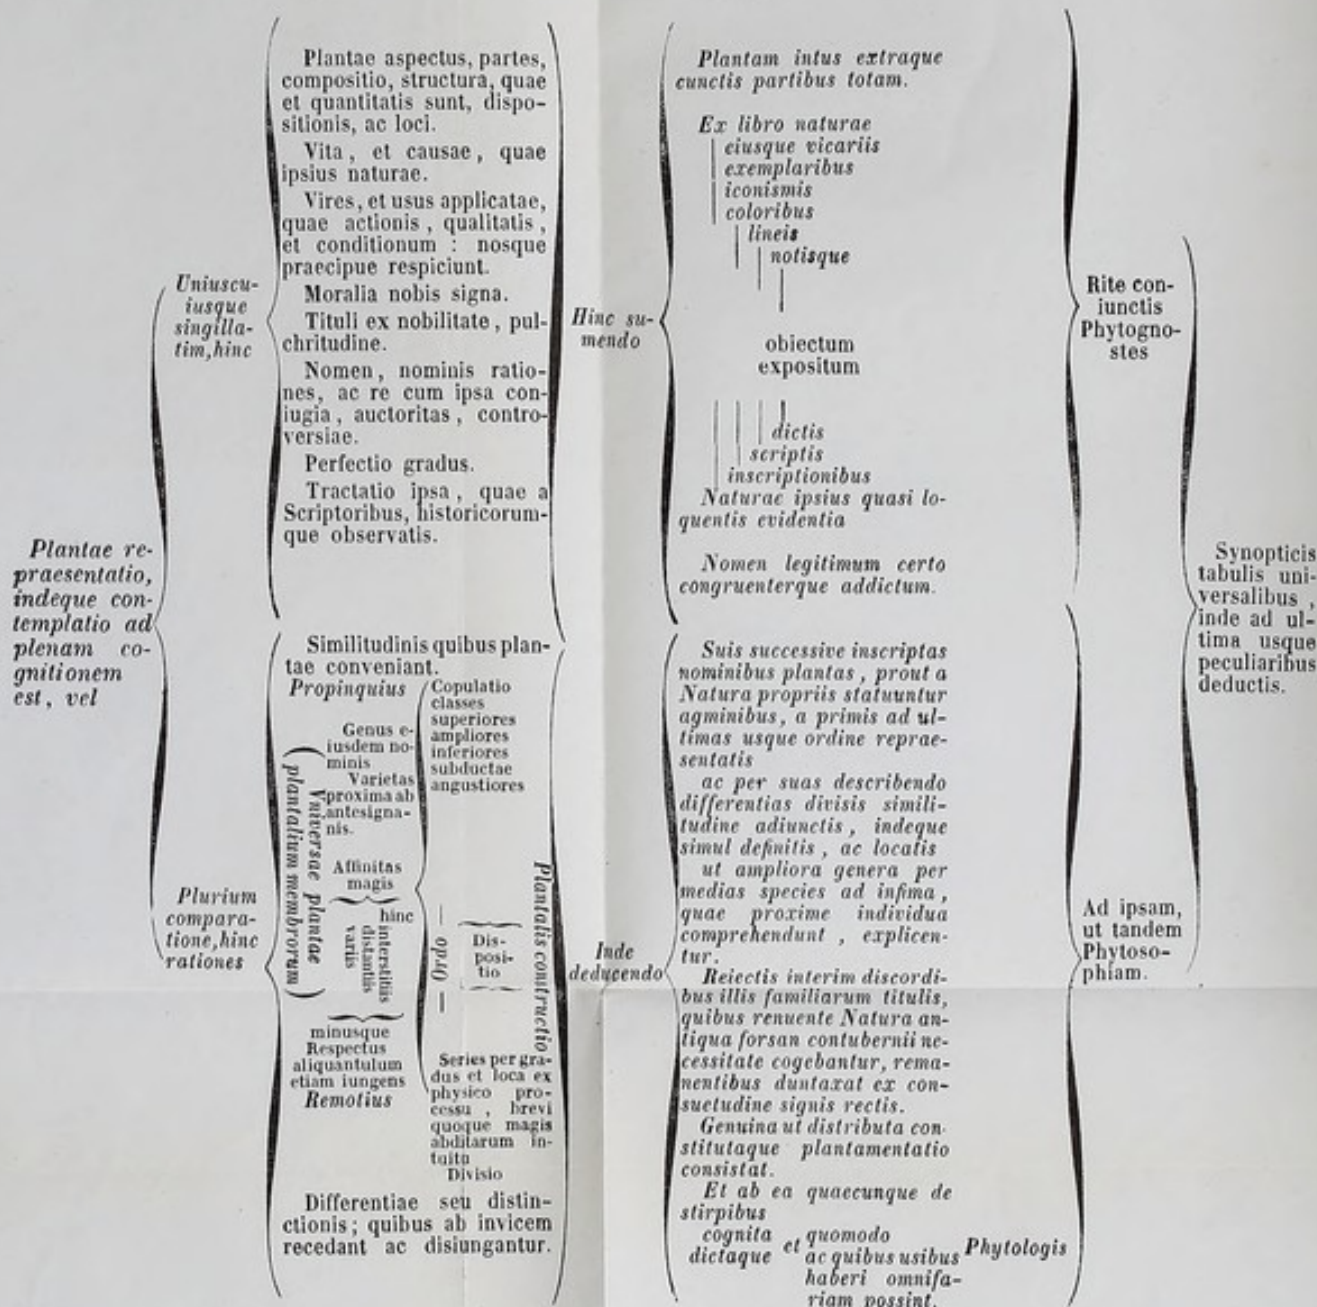 Plantae re-
praesentatio,
indeque con-
templatio ad
plenam co-
gnitionem
est, vel
Uniuscu-
iusque
singilla-
tim, hinc
Plantae aspectus, partes,
compositio, structura, quae
et quantitatis sunt, dispo-
sitionis, ac loci.
Vita, et causae, quae
ipsius naturae.
Vires, et usus applicatae,
quae actionis, qualitatis,
et conditionum : nosque
praecipue respiciunt.
Moralia nobis signa.
Tituli ex nobilitate, pul-
chritudine.
Nomen, nominis ratio-
nes, ac re cum ipsa con-
iugia, auctoritas, contro-
versiae.
Perfectio gradus.
Tractatio ipsa, quae a
Scriptoribus, historicorum-
que observatis.
Hinc su-
mendo
Plantam intus extraque
cunctis partibus totam.
Ex libro naturae
eiusque vicariis
exemplaribus
iconismis
coloribus
lineis
notisque
obiectum
expositum
dictis
scriptis
inscriptionibus
Naturae ipsius quasi lo-
quentis evidentia
Nomen legitimum certo
congruenterque addictum.
Rite con-
iunctis
Phytogno-
stes
Plurium
compara-
tione, hinc
rationes
Similitudinis quibus plan-
tae conveniant.
Propinquius
Genus e-
iusdem no-
minis
Varietas
proxima ab
antesigna-
nis.
(Vniversae plantae
plantalium membrorum)
Affinitas
magis
hinc
interstitiis
distantiis
variis
minusque
Respectus
aliquantulum
etiam iungens
Remotius
Copulatio
classes
superiores
ampliores
inferiores
subductae
angustiores
— Ordo —
Dis-
posi-
tio
Series per gra-
dus et loca ex
physico pro-
cessu, brevi
quoque magis
abditarum in-
tuitu
Divisio
Plantalis constructio
Differentiae seu distin-
ctionis; quibus ab invicem
recedant ac disiungantur.
Inde
deducendo
Suis successive inscriptas
nominibus plantas, prout a
Natura propriis statuuntur
agminibus, a primis ad ul-
timas usque ordine reprae-
sentatis
ac per suas describendo
differentias divisis simili-
tudine adiunctis, indeque
simul definitis, ac locatis
ut ampliora genera per
medias species ad infima,
quae proxime individua
comprehendunt, explicen-
tur.
Reiectis interim discordi-
bus illis familiarum titulis,
quibus renuente Natura an-
tiqua forsan contubernii ne-
cessitate cogebantur, rema-
nentibus duntaxat ex con-
suetudine signis rectis.
Genuina ut distributa con-
stitutaque plantamentatio
consistat.
Et ab ea quaecunque de
stirpibus
cognita
dictaque
et
quomodo
ac quibus usibus
haberi omnifa-
riam possint.
Phytologis
Ad ipsam,
ut tandem
Phytoso-
phiam.
Synopticis
tabulis uni-
versalibus,
inde ad ul-
tima usque
peculiaribus
deductis.